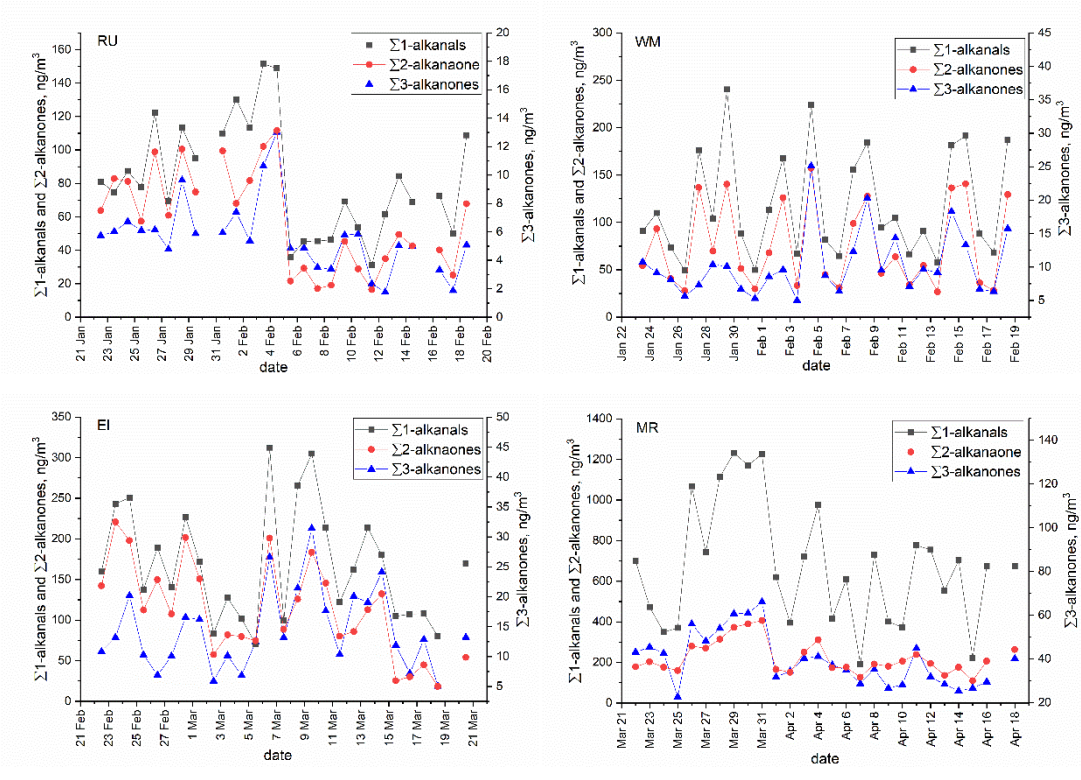 RU
∑1-alkanals
∑2-alkanaone
∑3-alkanones
∑1-alkanals and ∑2-alkanones, ng/m³
0 20 40 60 80 100 120 140 160
∑3-alkanones, ng/m³
0 2 4 6 8 10 12 14 16 18 20
21 Jan 23 Jan 25 Jan 27 Jan 29 Jan 31 Jan 2 Feb 4 Feb 6 Feb 8 Feb 10 Feb 12 Feb 14 Feb 16 Feb 18 Feb 20 Feb
date
WM
∑1-alkanals
∑2-alkanones
∑3-alkanones
∑1-alkanals and ∑2-alkanones, ng/m³
0 50 100 150 200 250 300
∑3-alkanones, ng/m³
5 10 15 20 25 30 35 40 45
Jan 22 Jan 24 Jan 26 Jan 28 Jan 30 Feb 1 Feb 3 Feb 5 Feb 7 Feb 9 Feb 11 Feb 13 Feb 15 Feb 17 Feb 19
date
EI
∑1-alkanals
∑2-alknaones
∑3-alkanones
∑1-alkanals and ∑2-alkanones, ng/m³
0 50 100 150 200 250 300 350
∑3-alkanones, ng/m³
5 10 15 20 25 30 35 40 45 50
21 Feb 23 Feb 25 Feb 27 Feb 1 Mar 3 Mar 5 Mar 7 Mar 9 Mar 11 Mar 13 Mar 15 Mar 17 Mar 19 Mar 21 Mar
date
MR
∑1-alkanals
∑2-alkanaone
∑3-alkanones
∑1-alkanals and ∑2-alkanones, ng/m³
0 200 400 600 800 1000 1200 1400
∑3-alkanones, ng/m³
20 40 60 80 100 120 140
Mar 21 Mar 23 Mar 25 Mar 27 Mar 29 Mar 31 Apr 2 Apr 4 Apr 6 Apr 8 Apr 10 Apr 12 Apr 14 Apr 16 Apr 18
date